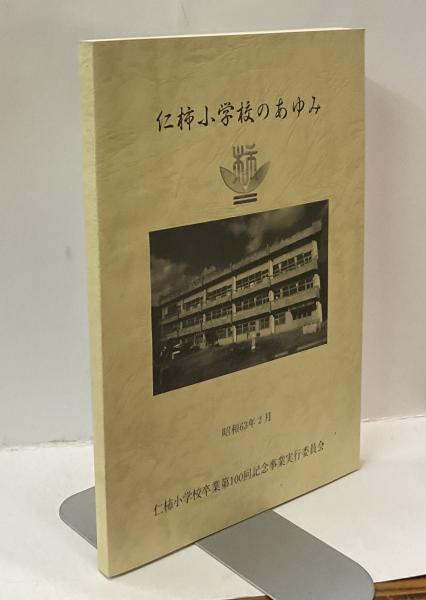 仁柿小学校のあゆみ
柿
昭和63年2月
仁柿小学校卒業第100回記念事業実行委員会